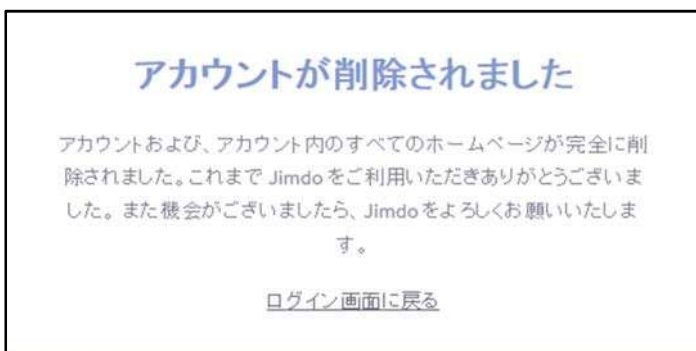 アカウントが削除されました
アカウントおよび、アカウント内のすべてのホームページが完全に削
除されました。これまで Jimdo をご利用いただきありがとうございま
した。また機会がございましたら、Jimdo をよろしくお願いいたしま
す。
ログイン画面に戻る